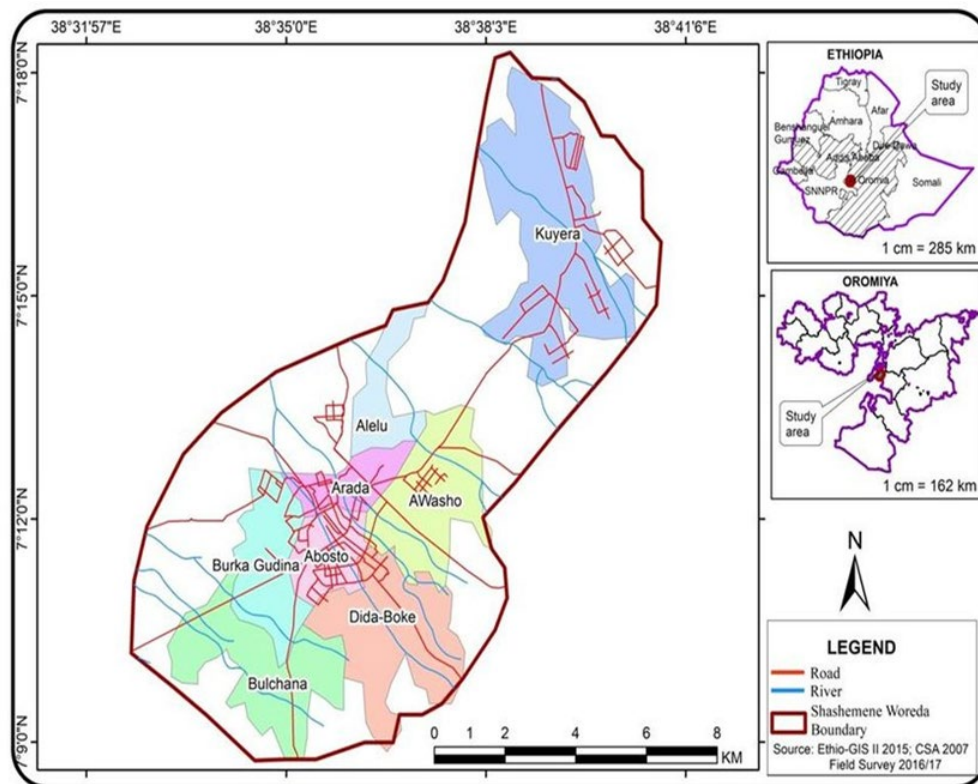 38°31'57"E 38°35'0"E 38°38'3"E 38°41'6"E
7°18'0"N
7°15'0"N
7°12'0"N
7°9'0"N
Kuyera
Alelu
Arada
AWasho
Abosto
Burka Gudina
Dida-Boke
Bulchana
0 2 4 6 8
KM
ETHIOPIA
Study
area
Tigray
Afar
Amhara
Benshanguel
Gumuez
Dire Dawa
Addis Ababa
Gambella
Oromia
SNNPR
Somali
1 cm = 285 km
OROMIYA
Study
area
1 cm = 162 km
N
LEGEND
Road
River
Shashemene Woreda
Boundary
Source: Ethio-GIS II 2015; CSA 2007
Field Survey 2016/17